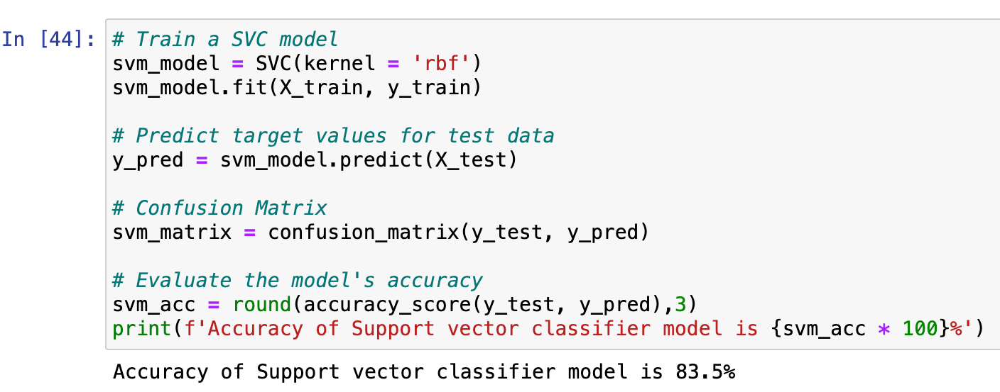 In [44]:
# Train a SVC model
svm_model = SVC(kernel = 'rbf')
svm_model.fit(X_train, y_train)
# Predict target values for test data
y_pred = svm_model.predict(X_test)
# Confusion Matrix
svm_matrix = confusion_matrix(y_test, y_pred)
# Evaluate the model's accuracy
svm_acc = round(accuracy_score(y_test, y_pred),3)
print(f'Accuracy of Support vector classifier model is {svm_acc * 100}%')
Accuracy of Support vector classifier model is 83.5%